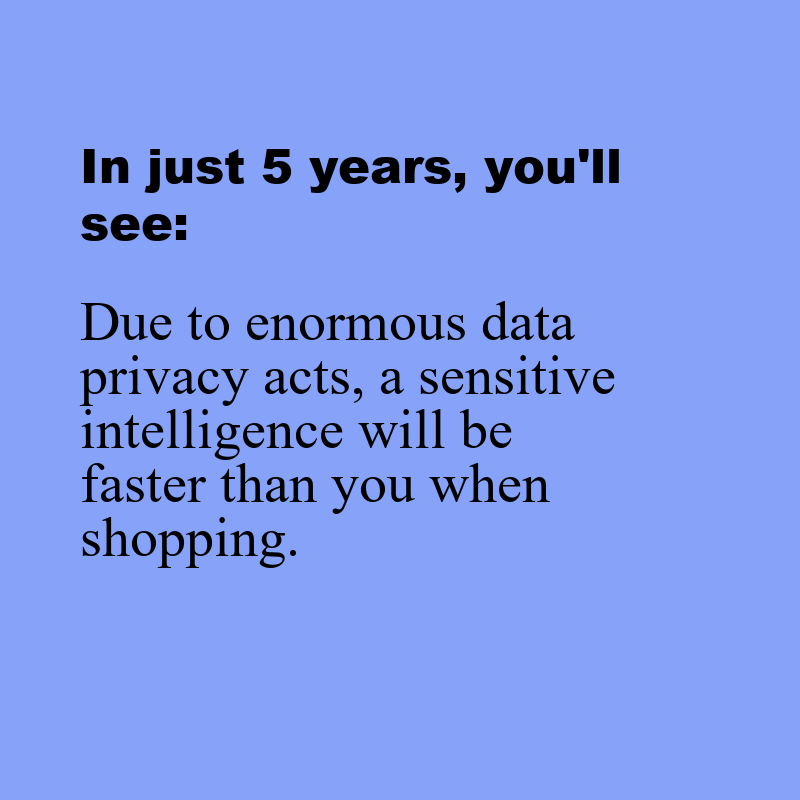 In just 5 years, you'll
see:
Due to enormous data
privacy acts, a sensitive
intelligence will be
faster than you when
shopping.